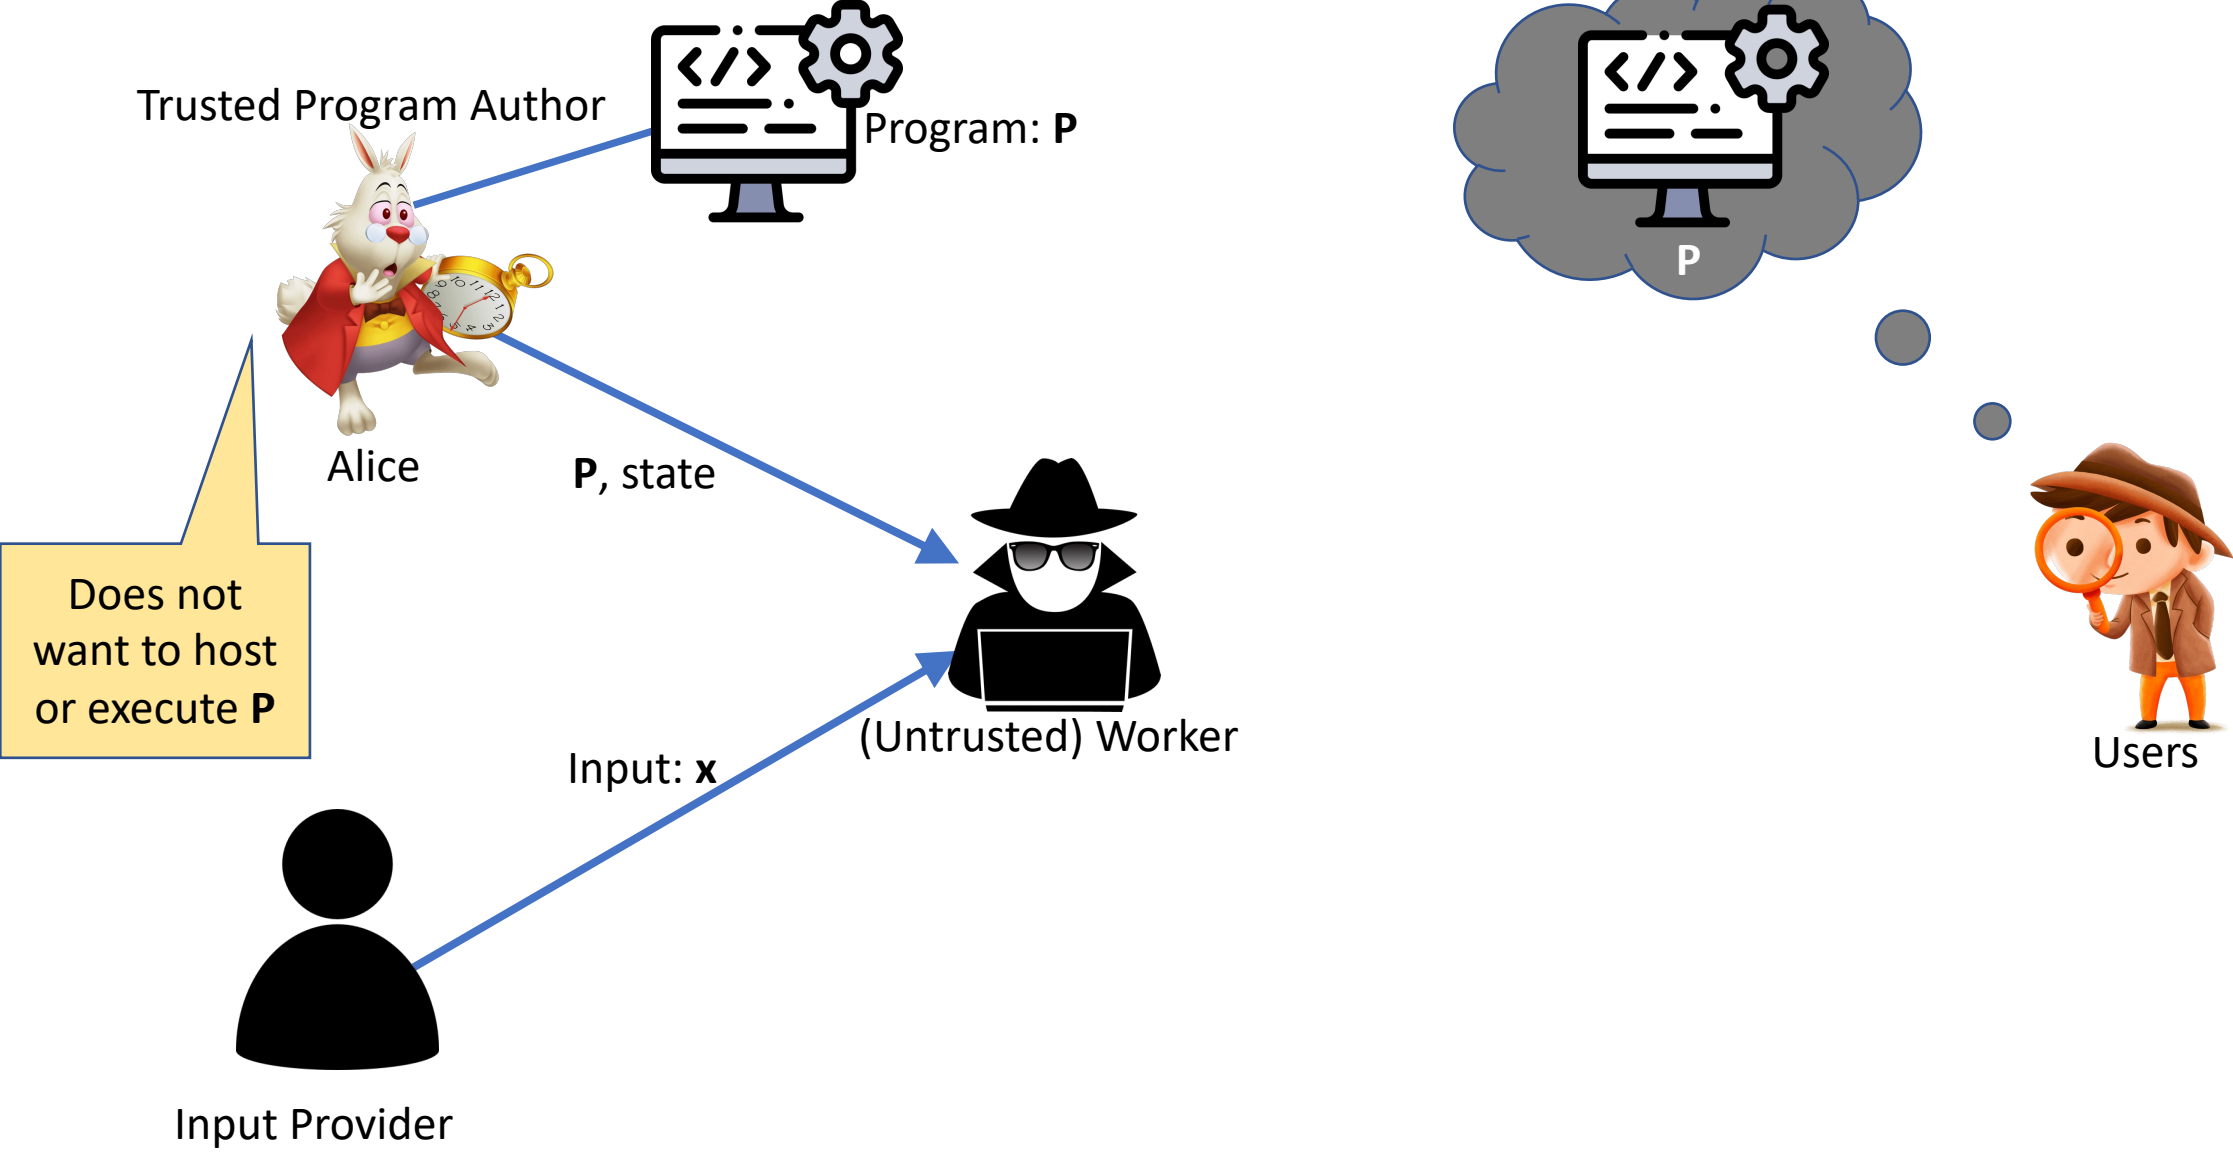 Trusted Program Author
</>
Program: P
</>
P
Alice
P, state
Does not
want to host
or execute P
(Untrusted) Worker
Users
Input: x
Input Provider